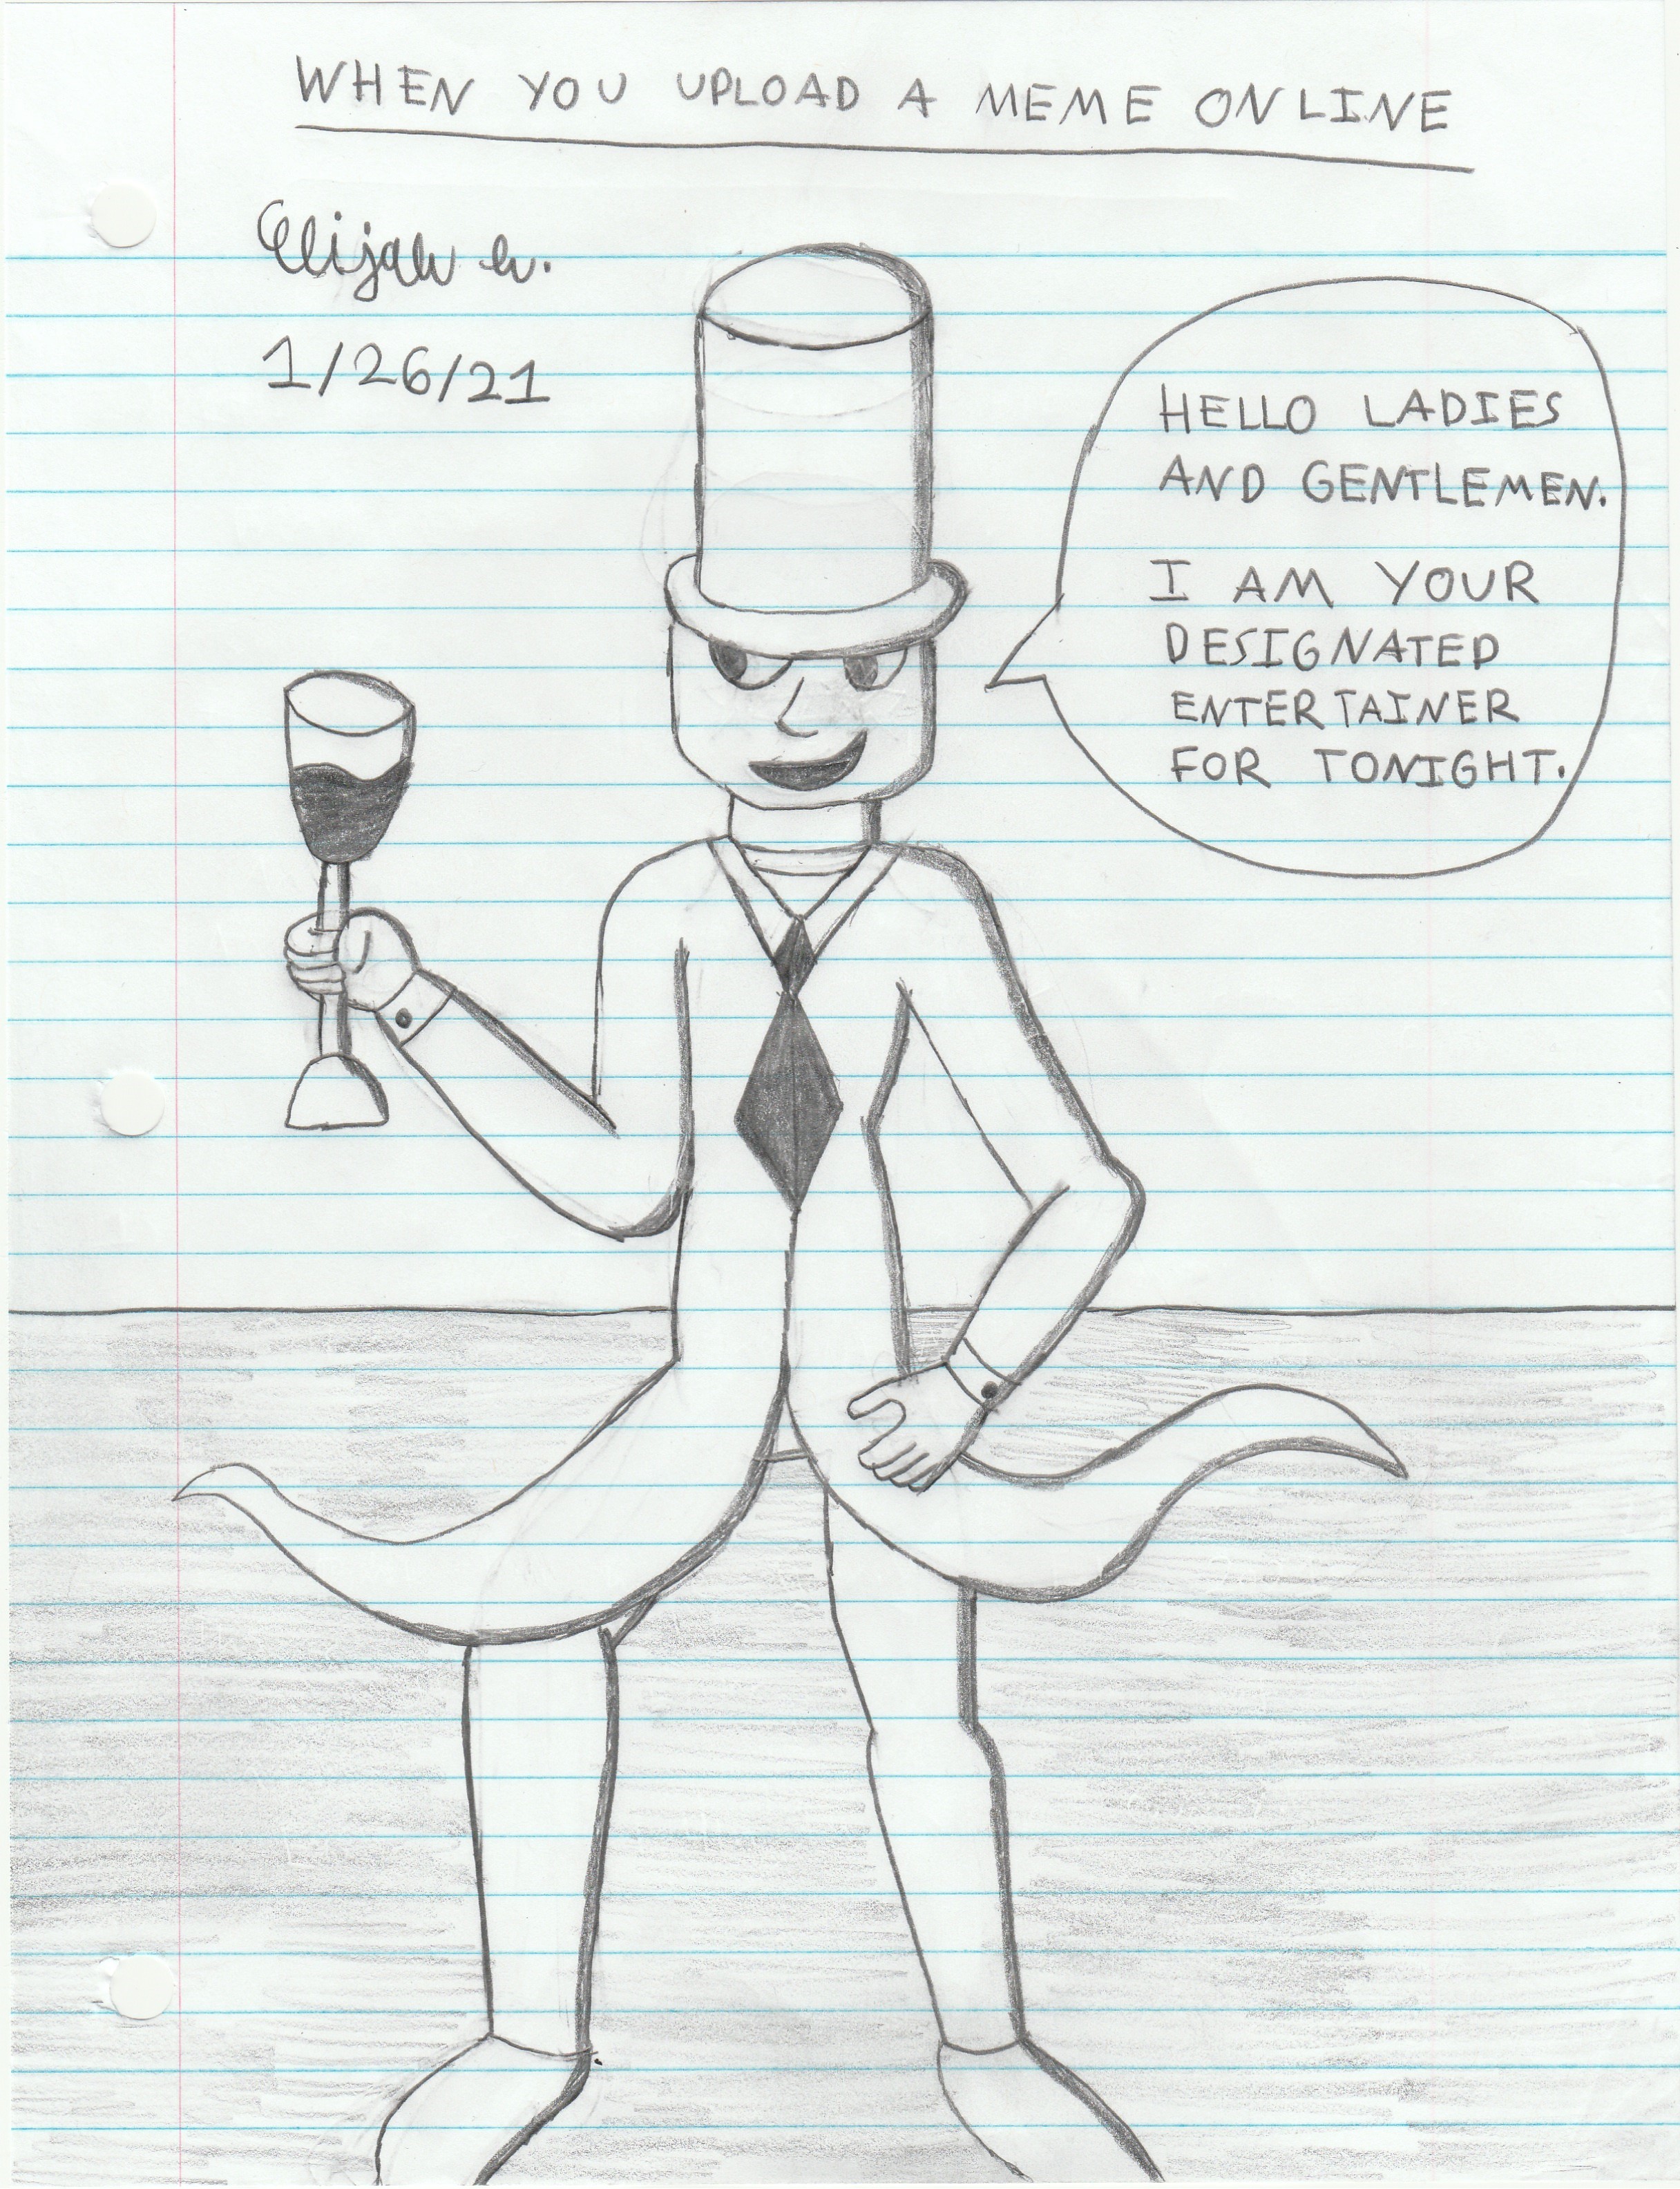 WHEN YOU UPLOAD A MEME ONLINE
Elijah W.
1/26/21
HELLO LADIES
AND GENTLEMEN.
I AM YOUR
DESIGNATED
ENTERTAINER
FOR TONIGHT.